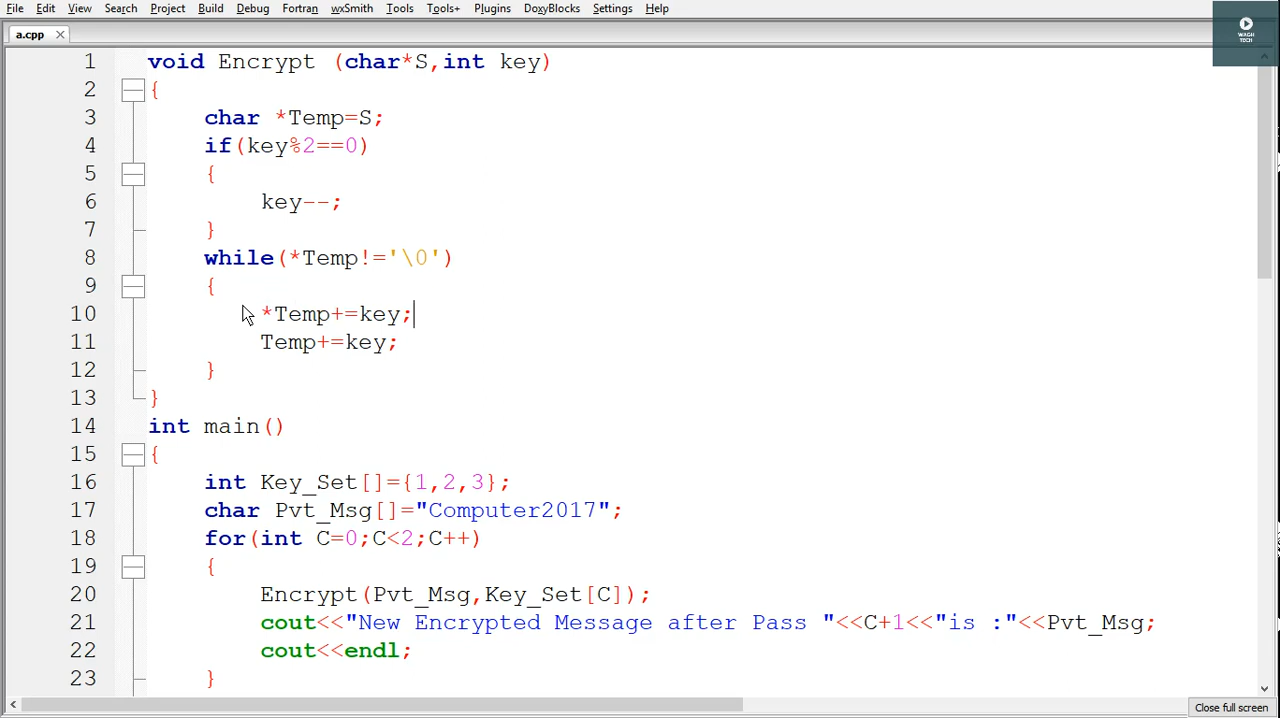 File Edit View Search Project Build Debug Fortran wxSmith Tools Tools+ Plugins DoxyBlocks Settings Help
WAGH TECH
a.cpp
1 void Encrypt (char*S,int key)
2 {
3 char *Temp=S;
4 if(key%2==0)
5 {
6 key--;
7 }
8 while(*Temp!='\0')
9 {
10 *Temp+=key;
11 Temp+=key;
12 }
13 }
14 int main()
15 {
16 int Key_Set[]={1,2,3};
17 char Pvt_Msg[]="Computer2017";
18 for(int C=0;C<2;C++)
19 {
20 Encrypt(Pvt_Msg,Key_Set[C]);
21 cout<<"New Encrypted Message after Pass "<<C+1<<"is :"<<Pvt_Msg;
22 cout<<endl;
23 }
Close full screen